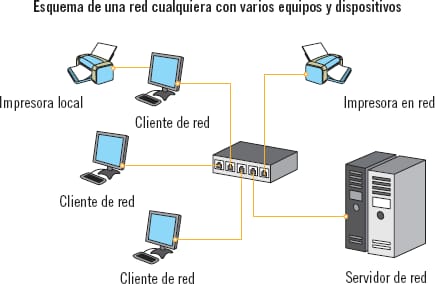 Esquema de una red cualquiera con varios equipos y dispositivos
Impresora local
Cliente de red
Impresora en red
Cliente de red
Cliente de red
Servidor de red